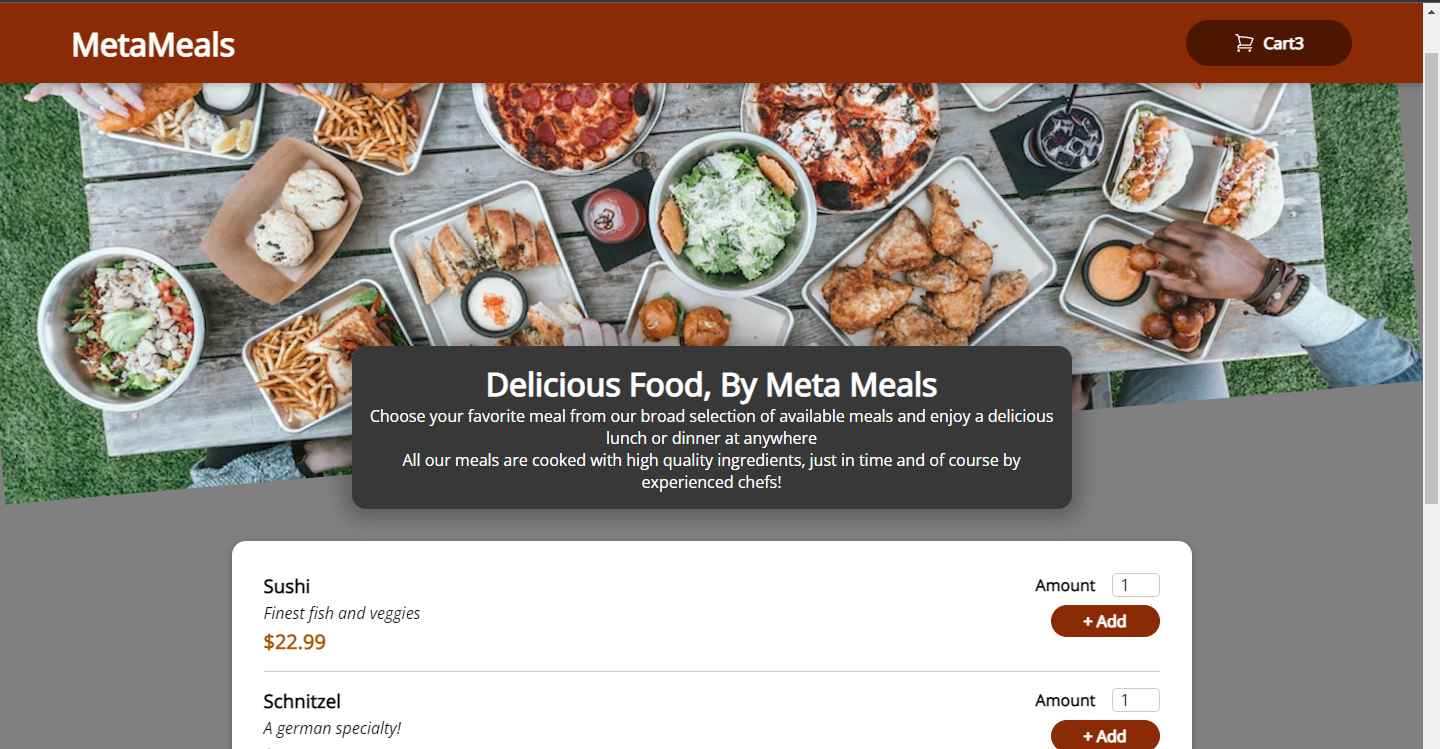 MetaMeals
Cart3
Delicious Food, By Meta Meals
Choose your favorite meal from our broad selection of available meals and enjoy a delicious
lunch or dinner at anywhere
All our meals are cooked with high quality ingredients, just in time and of course by
experienced chefs!
Sushi
Amount 1
Finest fish and veggies
+ Add
$22.99
Schnitzel
Amount 1
A german specialty!
+ Add